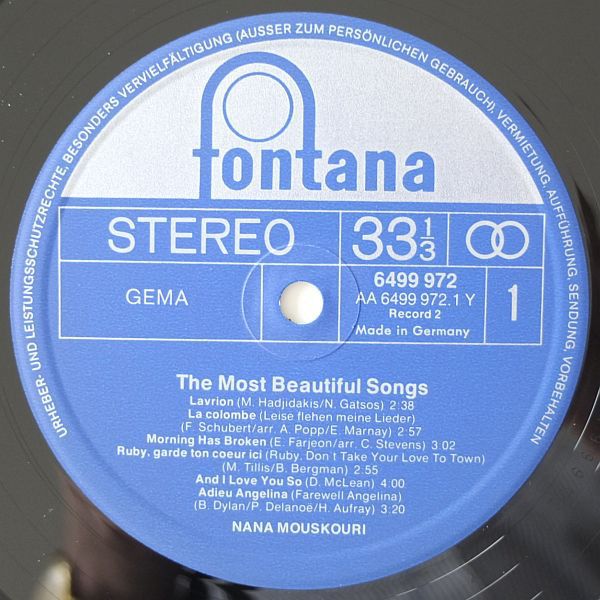 URHEBER- UND LEISTUNGSSCHUTZRECHTE, BESONDERS VERVIELFÄLTIGUNG (AUSSER ZUM PERSÖNLICHEN GEBRAUCH), VERMIETUNG, AUFFÜHRUNG, SENDUNG, VORBEHALTEN
fontana
STEREO
33 1/3
GEMA
6499 972
AA 6499 972.1 Y
Record 2
Made in Germany
1
The Most Beautiful Songs
Lavrion (M. Hadjidakis/N. Gatsos) 2:38
La colombe (Leise flehen meine Lieder)
(F. Schubert/arr. A. Popp/E. Marnay) 2:57
Morning Has Broken (E. Farjeon/arr. C. Stevens) 3:02
Ruby, garde ton coeur ici (Ruby, Don t Take Your Love To Town)
(M. Tillis/B. Bergman) 2:55
And I Love You So (D. McLean) 4:00
Adieu Angelina (Farewell Angelina)
(B. Dylan/P. Delanoë/H. Aufray) 3:20
NANA MOUSKOURI